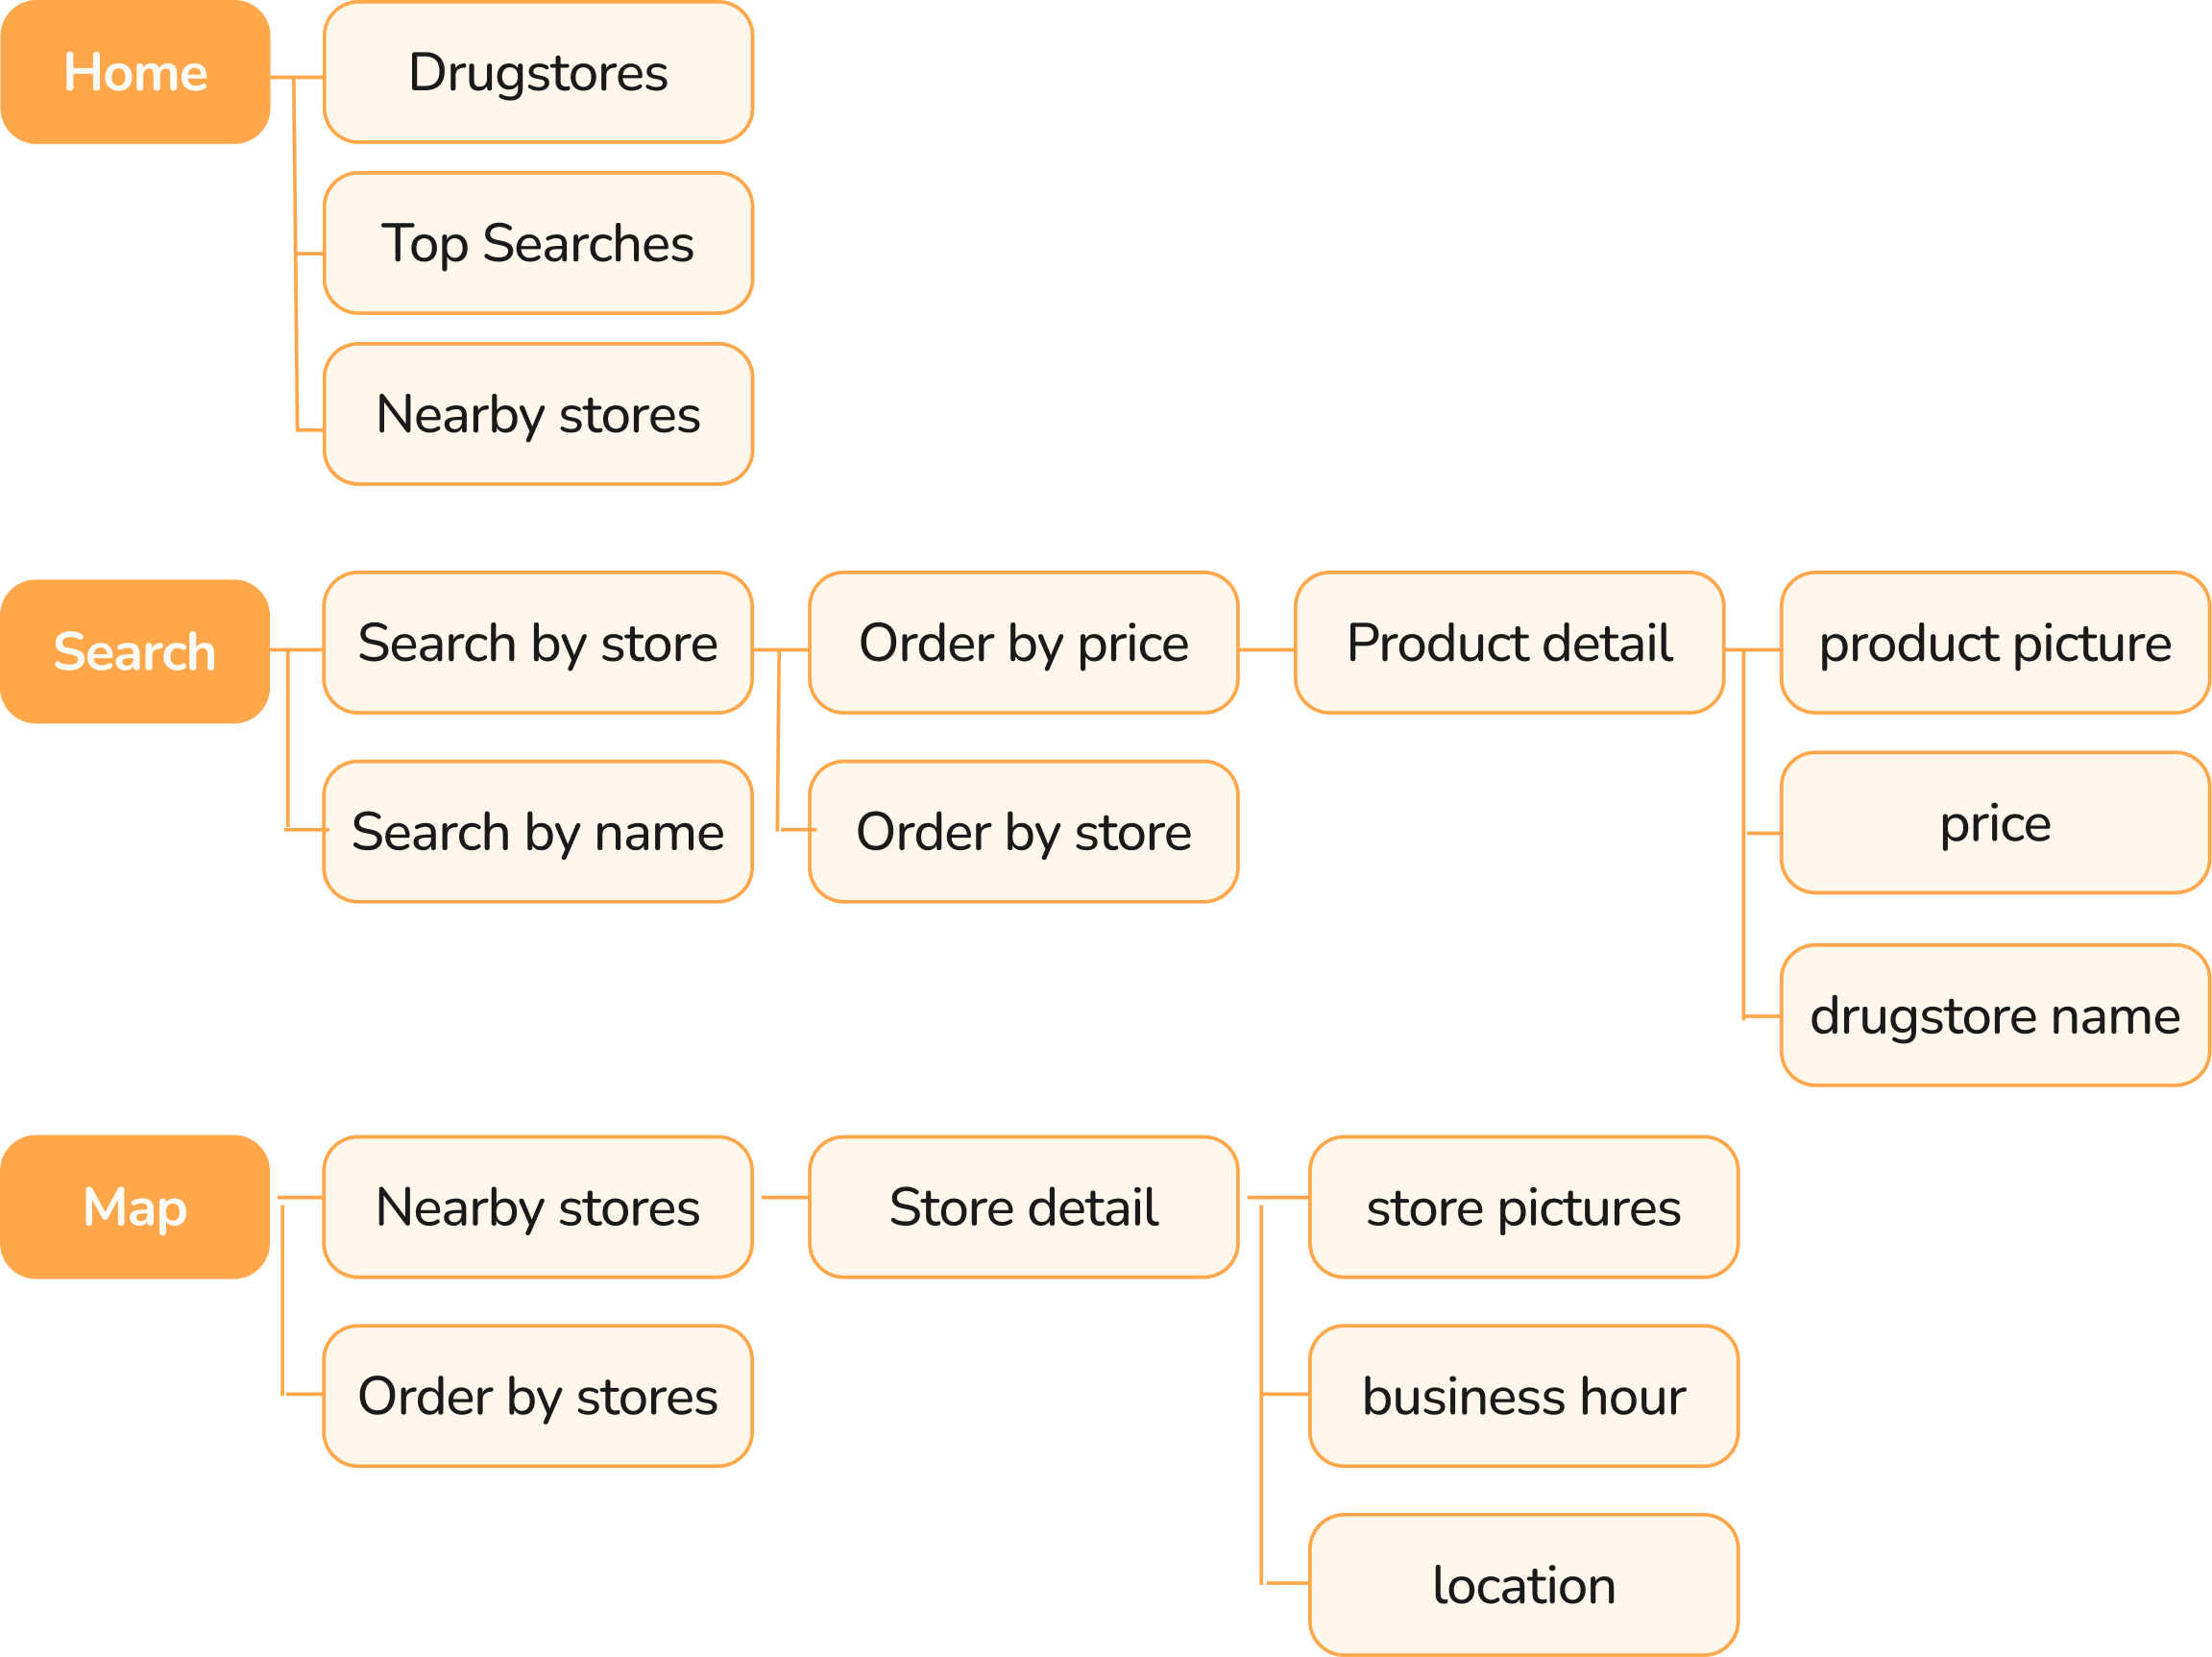 Home
Drugstores
Top Searches
Nearby stores
Search
Search by store
Order by price
Product detail
product picture
Search by name
Order by store
price
drugstore name
Map
Nearby stores
Store detail
store pictures
Order by stores
business hour
location